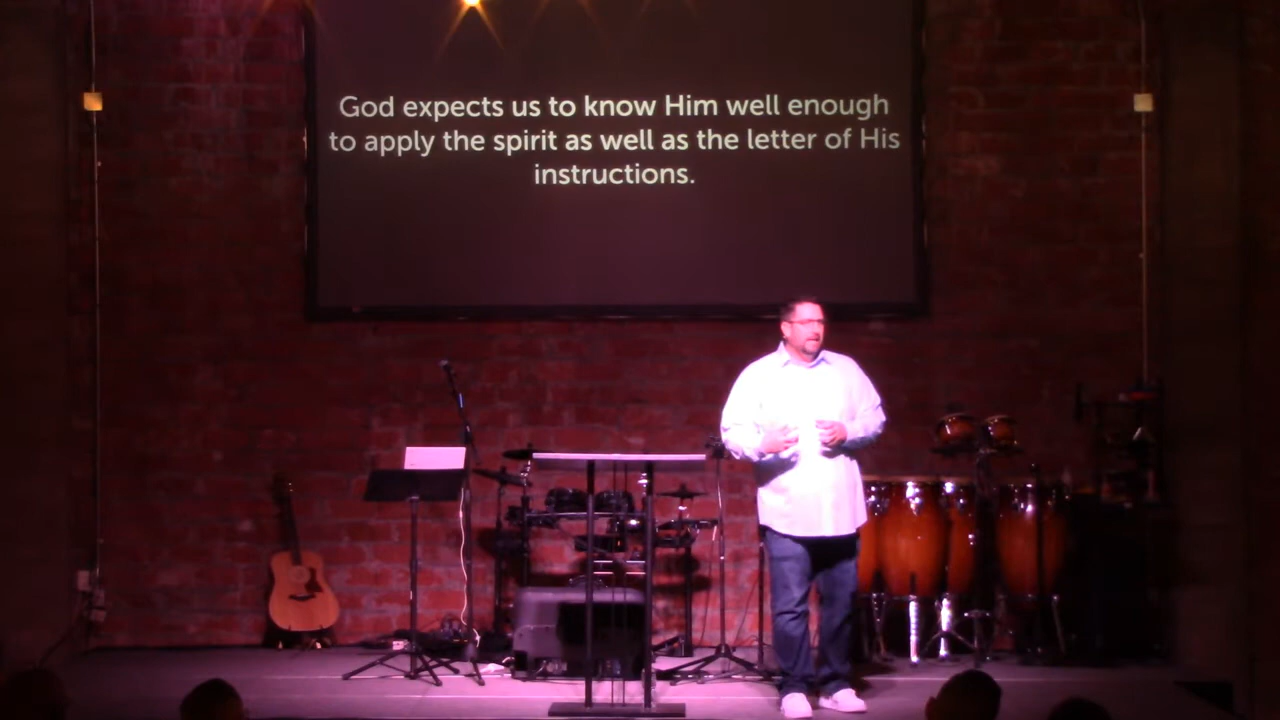 God expects us to know Him well enough
to apply the spirit as well as the letter of His
instructions.